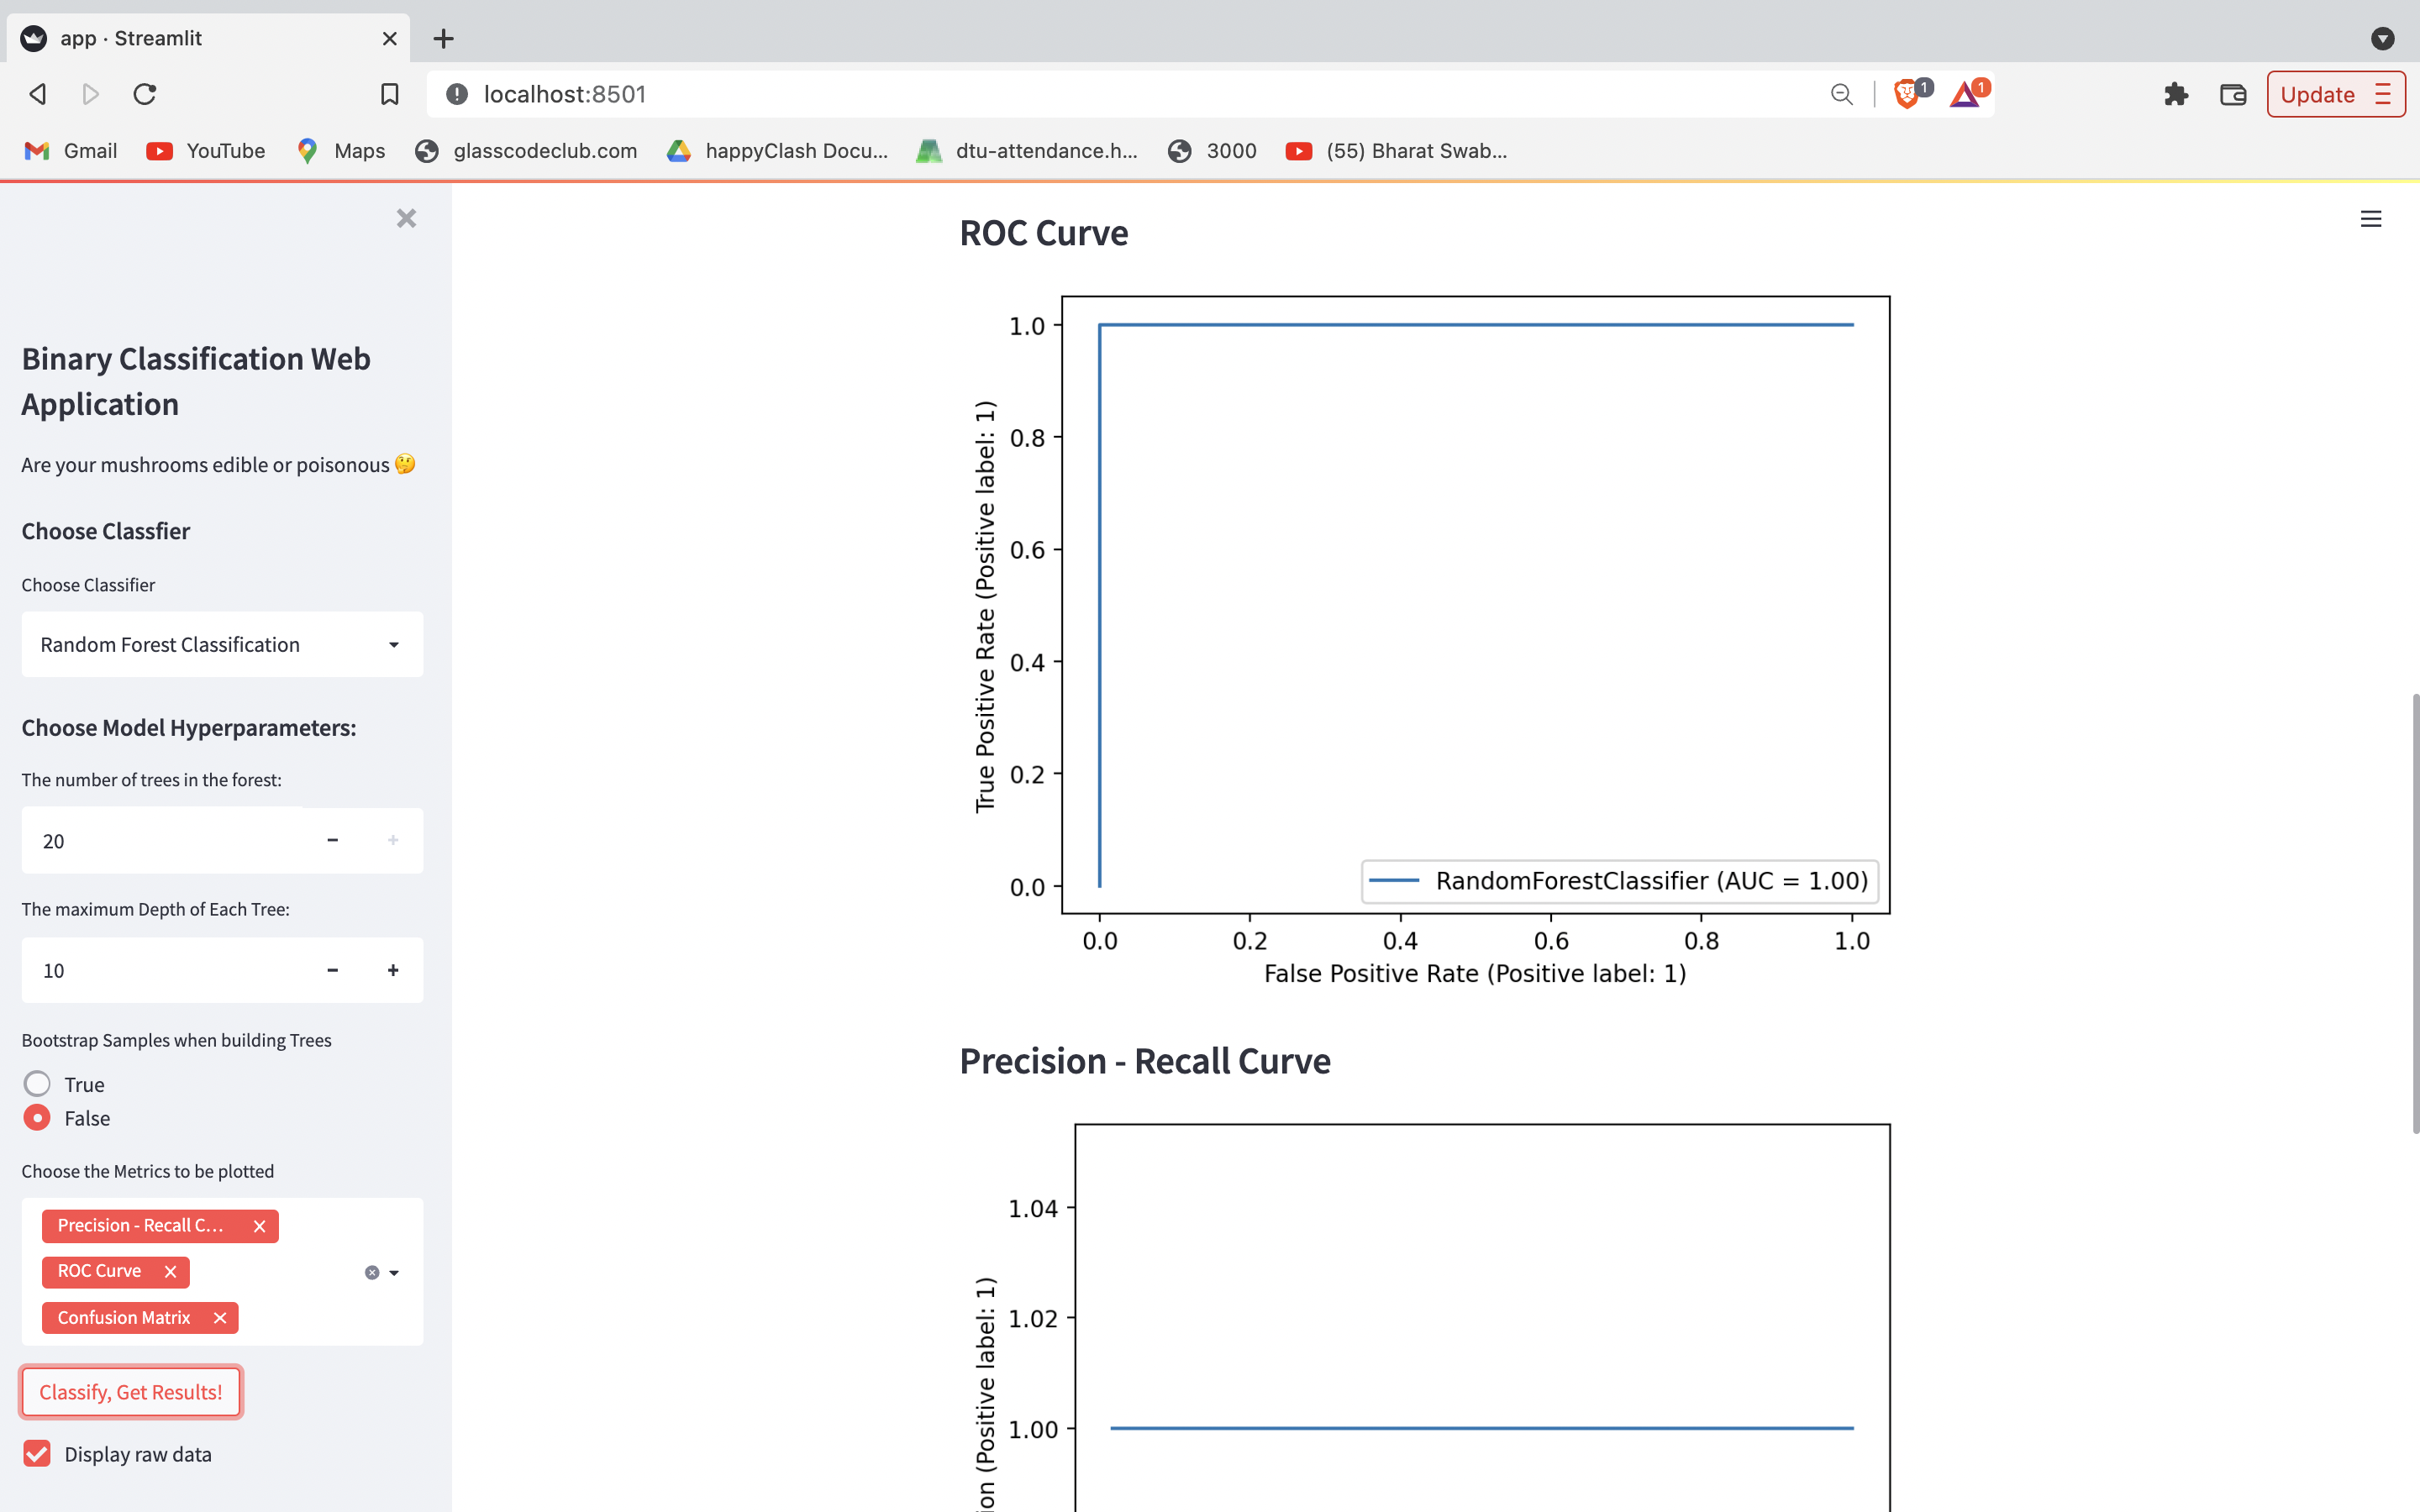 app · Streamlit
localhost:8501
1
1
Update
Gmail
YouTube
Maps
glasscodeclub.com
happyClash Docu...
dtu-attendance.h...
3000
(55) Bharat Swab...
Binary Classification Web
Application
Are your mushrooms edible or poisonous 🤔
Choose Classfier
Choose Classifier
Random Forest Classification
Choose Model Hyperparameters:
The number of trees in the forest:
20
The maximum Depth of Each Tree:
10
Bootstrap Samples when building Trees
True
False
Choose the Metrics to be plotted
Precision - Recall C...
ROC Curve
Confusion Matrix
Classify, Get Results!
Display raw data
ROC Curve
True Positive Rate (Positive label: 1)
1.0
0.8
0.6
0.4
0.2
0.0
RandomForestClassifier (AUC = 1.00)
0.0 0.2 0.4 0.6 0.8 1.0
False Positive Rate (Positive label: 1)
Precision - Recall Curve
1.04
1.02
1.00
(Positive label: 1)